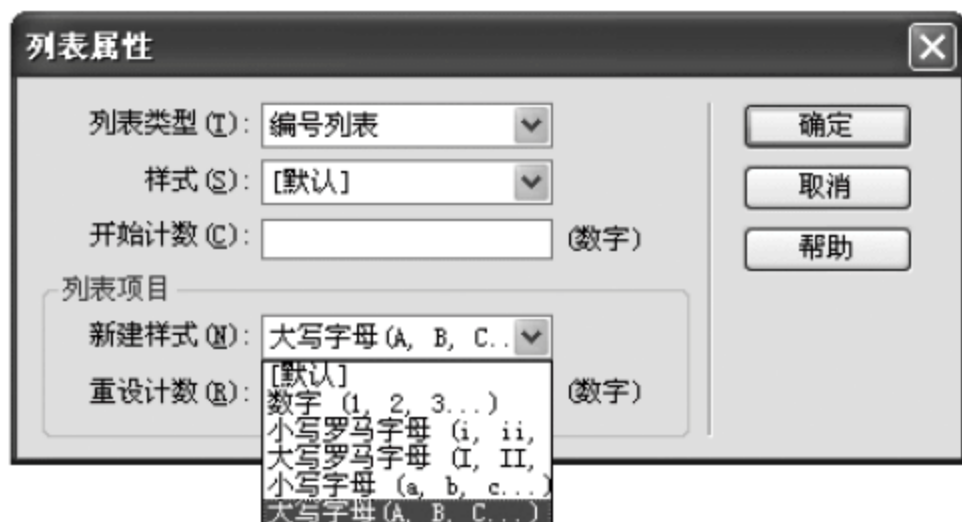 列表属性
列表类型(T): 编号列表
确定
样式(S): [默认]
取消
开始计数(C): (数字)
帮助
列表项目
新建样式(N): 大写字母(A, B, C..
[默认]
重设计数(R): (数字)
数字 (1, 2, 3...)
小写罗马字母 (i, ii,
大写罗马字母 (I, II,
小写字母 (a, b, c...)
大写字母(A, B, C...)